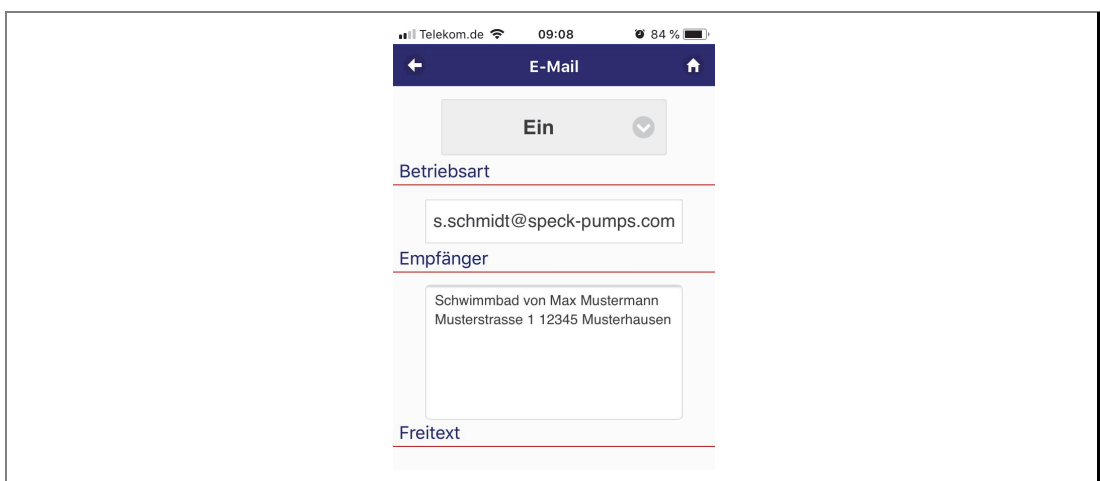 Telekom.de 09:08 84 %
E-Mail
Ein
Betriebsart
s.schmidt@speck-pumps.com
Empfänger
Schwimmbad von Max Mustermann
Musterstrasse 1 12345 Musterhausen
Freitext